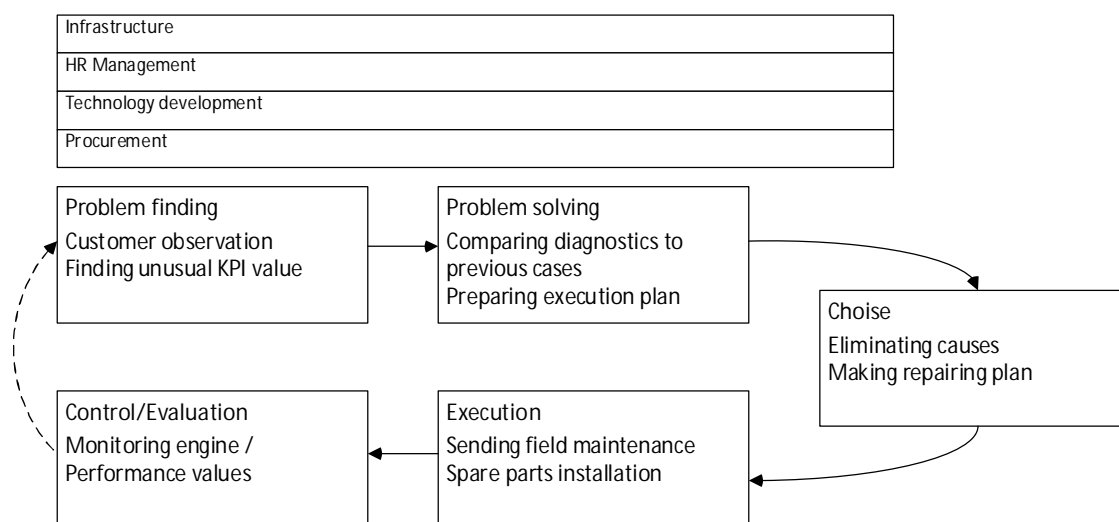 Infrastructure
HR Management
Technology development
Procurement
Problem finding
Customer observation
Finding unusual KPI value
Problem solving
Comparing diagnostics to
previous cases
Preparing execution plan
Choise
Eliminating causes
Making repairing plan
Control/Evaluation
Monitoring engine /
Performance values
Execution
Sending field maintenance
Spare parts installation